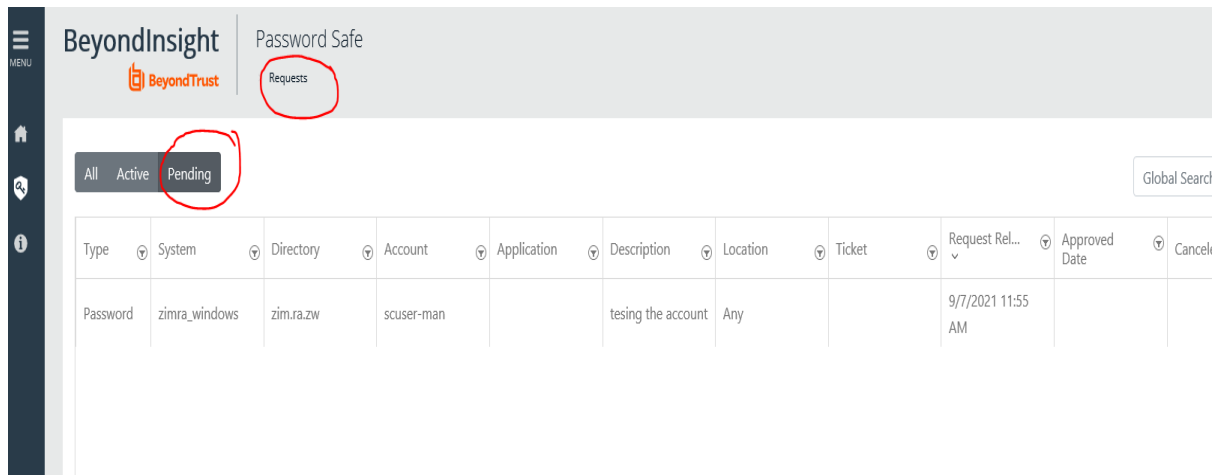 MENU
BeyondInsight
BeyondTrust
Password Safe
Requests
All Active Pending
Global Search
Type System Directory Account Application Description Location Ticket Request Rel... Approved Date
Password zimra_windows zim.ra.zw scuser-man tesing the account Any 9/7/2021 11:55 AM